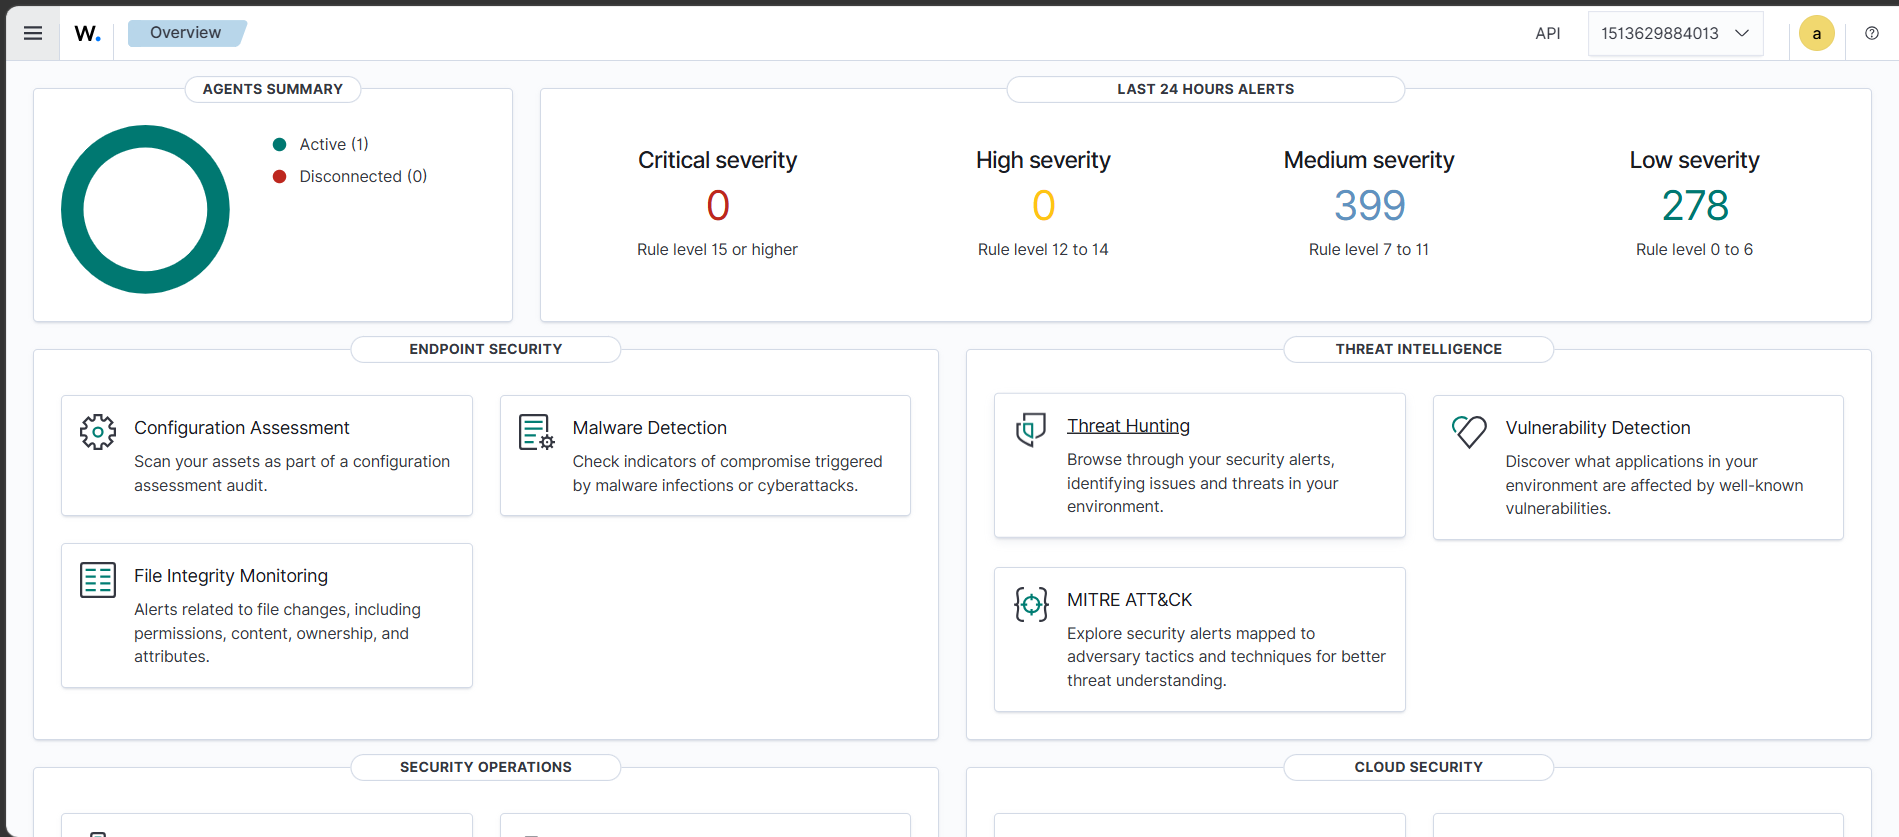 W.
Overview
API
1513629884013
a
AGENTS SUMMARY
Active (1)
Disconnected (0)
LAST 24 HOURS ALERTS
Critical severity
0
Rule level 15 or higher
High severity
0
Rule level 12 to 14
Medium severity
399
Rule level 7 to 11
Low severity
278
Rule level 0 to 6
ENDPOINT SECURITY
Configuration Assessment
Scan your assets as part of a configuration
assessment audit.
Malware Detection
Check indicators of compromise triggered
by malware infections or cyberattacks.
File Integrity Monitoring
Alerts related to file changes, including
permissions, content, ownership, and
attributes.
THREAT INTELLIGENCE
Threat Hunting
Browse through your security alerts,
identifying issues and threats in your
environment.
Vulnerability Detection
Discover what applications in your
environment are affected by well-known
vulnerabilities.
MITRE ATT&CK
Explore security alerts mapped to
adversary tactics and techniques for better
threat understanding.
SECURITY OPERATIONS
CLOUD SECURITY